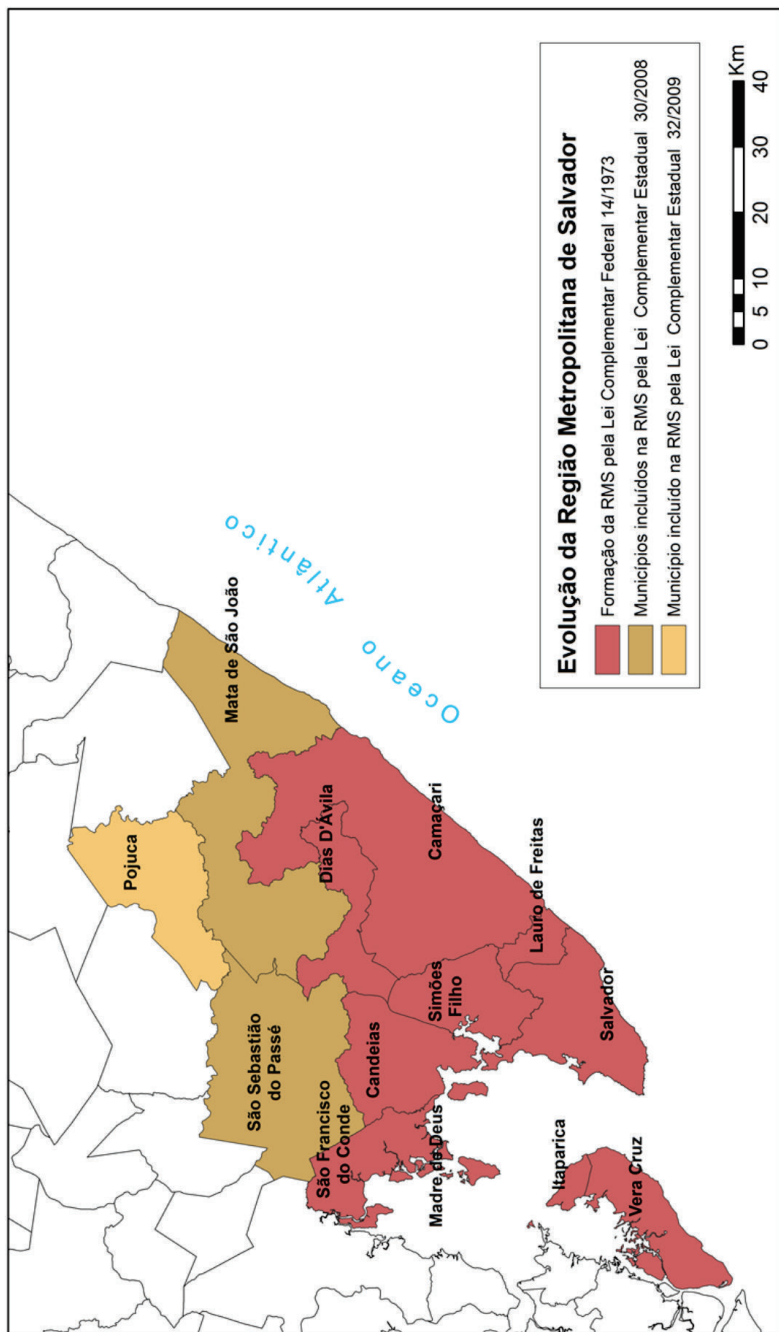 Pojuca
Mata de São João
São Sebastião
do Passé
Dias D'Ávila
São Francisco
do Conde
Candeias
Camaçari
Simões
Filho
Madre de Deus
Lauro de Freitas
Itaparica
Salvador
Vera Cruz
Oceano Atlântico
Evolução da Região Metropolitana de Salvador
Formação da RMS pela Lei Complementar Federal 14/1973
Municípios incluídos na RMS pela Lei Complementar Estadual 30/2008
Município incluído na RMS pela Lei Complementar Estadual 32/2009
Km
0 5 10 20 30 40